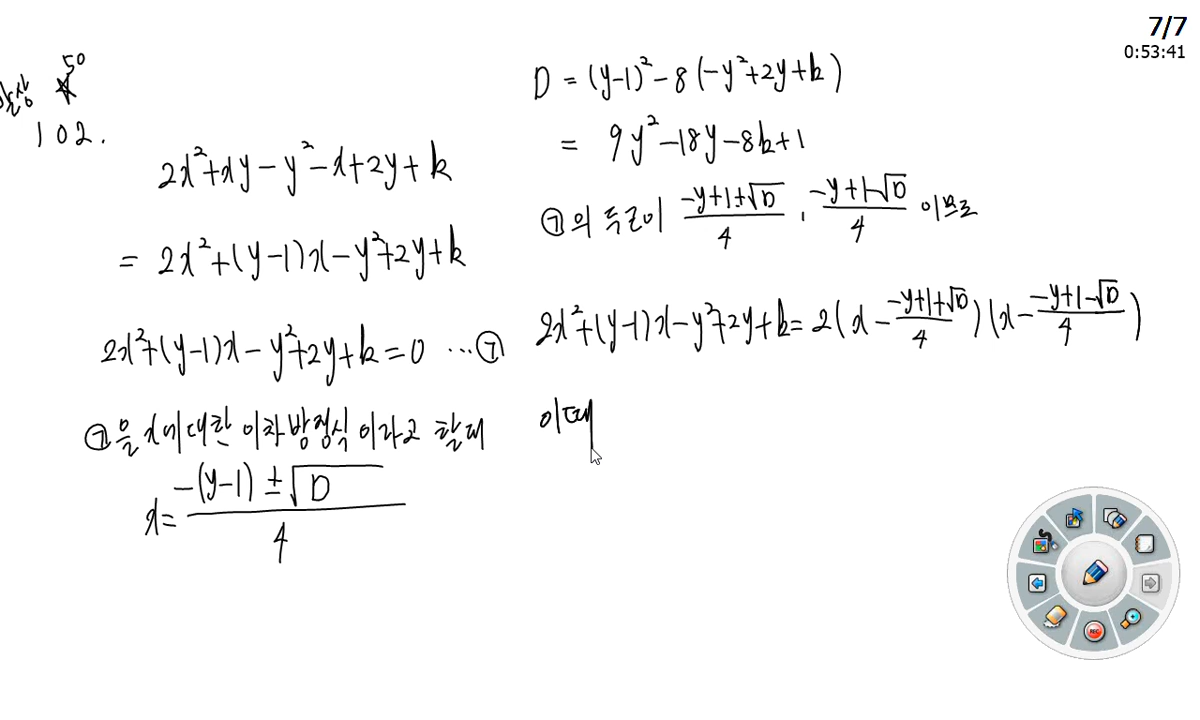 7/7
0:53:41
50
102.
2x²+xy-y²-x+2y+k
= 2x²+(y-1)x-y²+2y+k
2x²+(y-1)x-y²+2y+k=0 …㉠
㉠을 x에 대한 이차방정식 이라고 할때
x= (-(y-1)±√D)/4
D = (y-1)²-8(-y²+2y+k)
= 9y²-18y-8k+1
㉠의 두근이 (-y+1±√D)/4, (-y+1-√D)/4 이므로
2x²+(y-1)x-y²+2y+k=2(x-(-y+1+√D)/4)(x-(-y+1-√D)/4)
이때
REC